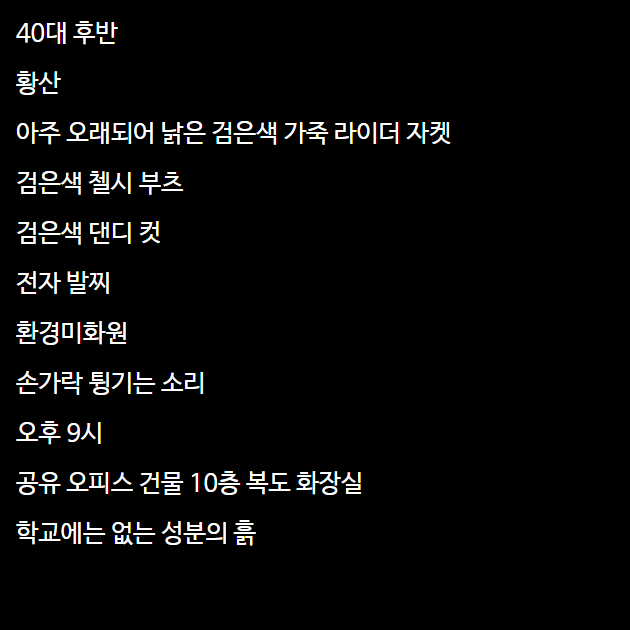 40대 후반
황산
아주 오래되어 낡은 검은색 가죽 라이더 자켓
검은색 첼시 부츠
검은색 댄디 컷
전자 발찌
환경미화원
손가락 튕기는 소리
오후 9시
공유 오피스 건물 10층 복도 화장실
학교에는 없는 성분의 흙